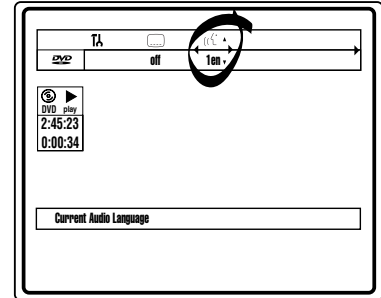 DVD off 1en
DVD play
2:45:23
0:00:34
Current Audio Language